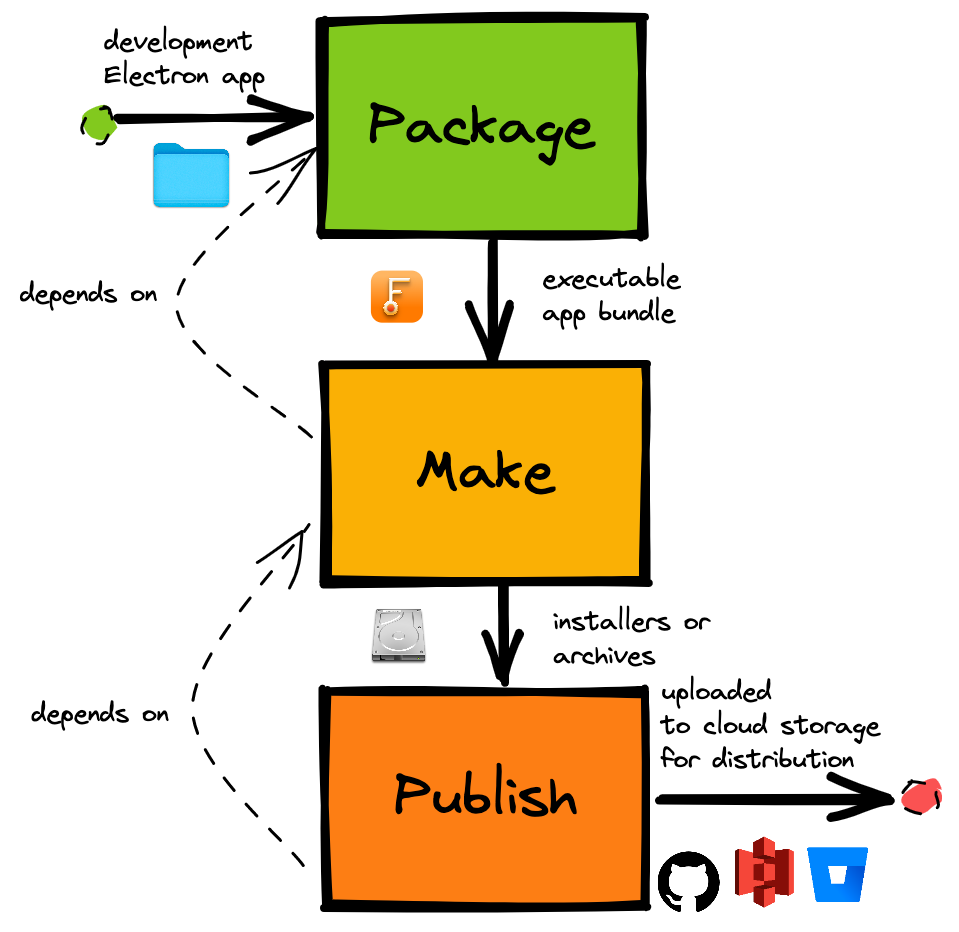 development
Electron app
Package
depends on
executable
app bundle
Make
installers or
archives
depends on
uploaded
to cloud storage
for distribution
Publish